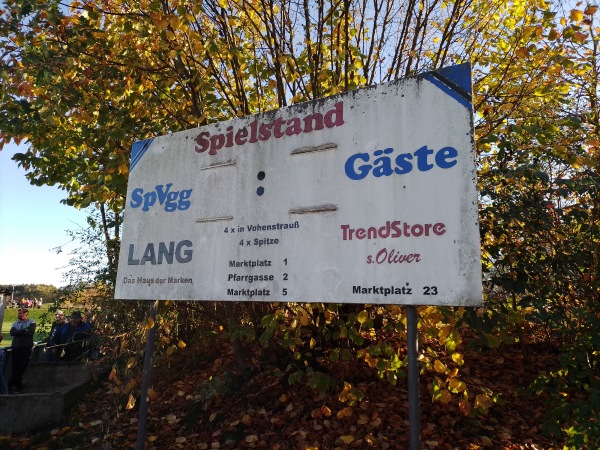 Spielstand
SpVgg
:
Gäste
LANG
Das Haus der Marken
4 x in Vohenstrauß
4 x Spitze
Marktplatz 1
Pfarrgasse 2
Marktplatz 5
TrendStore
s.Oliver
Marktplatz 23